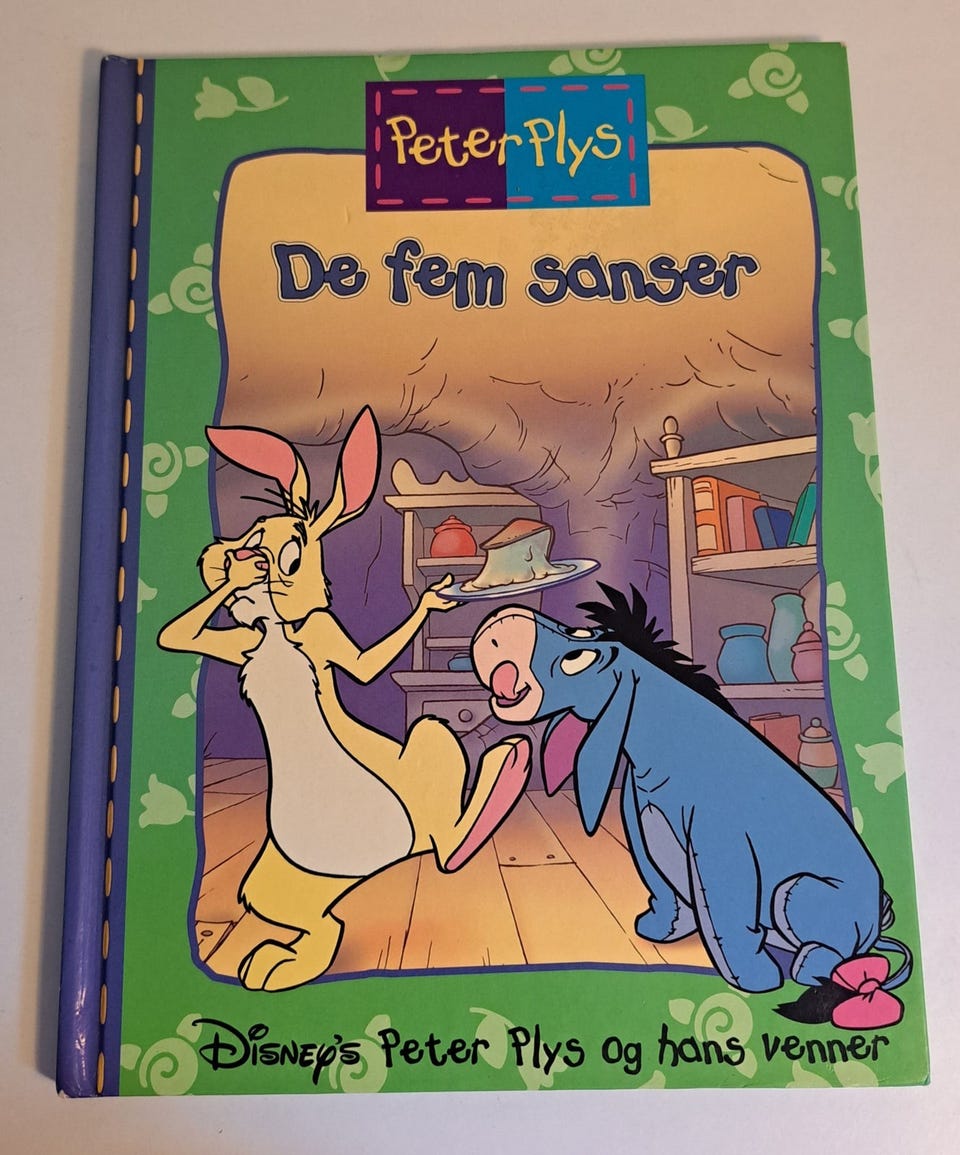 Peter Plys
De fem sanser
Disney's Peter Plys og hans venner